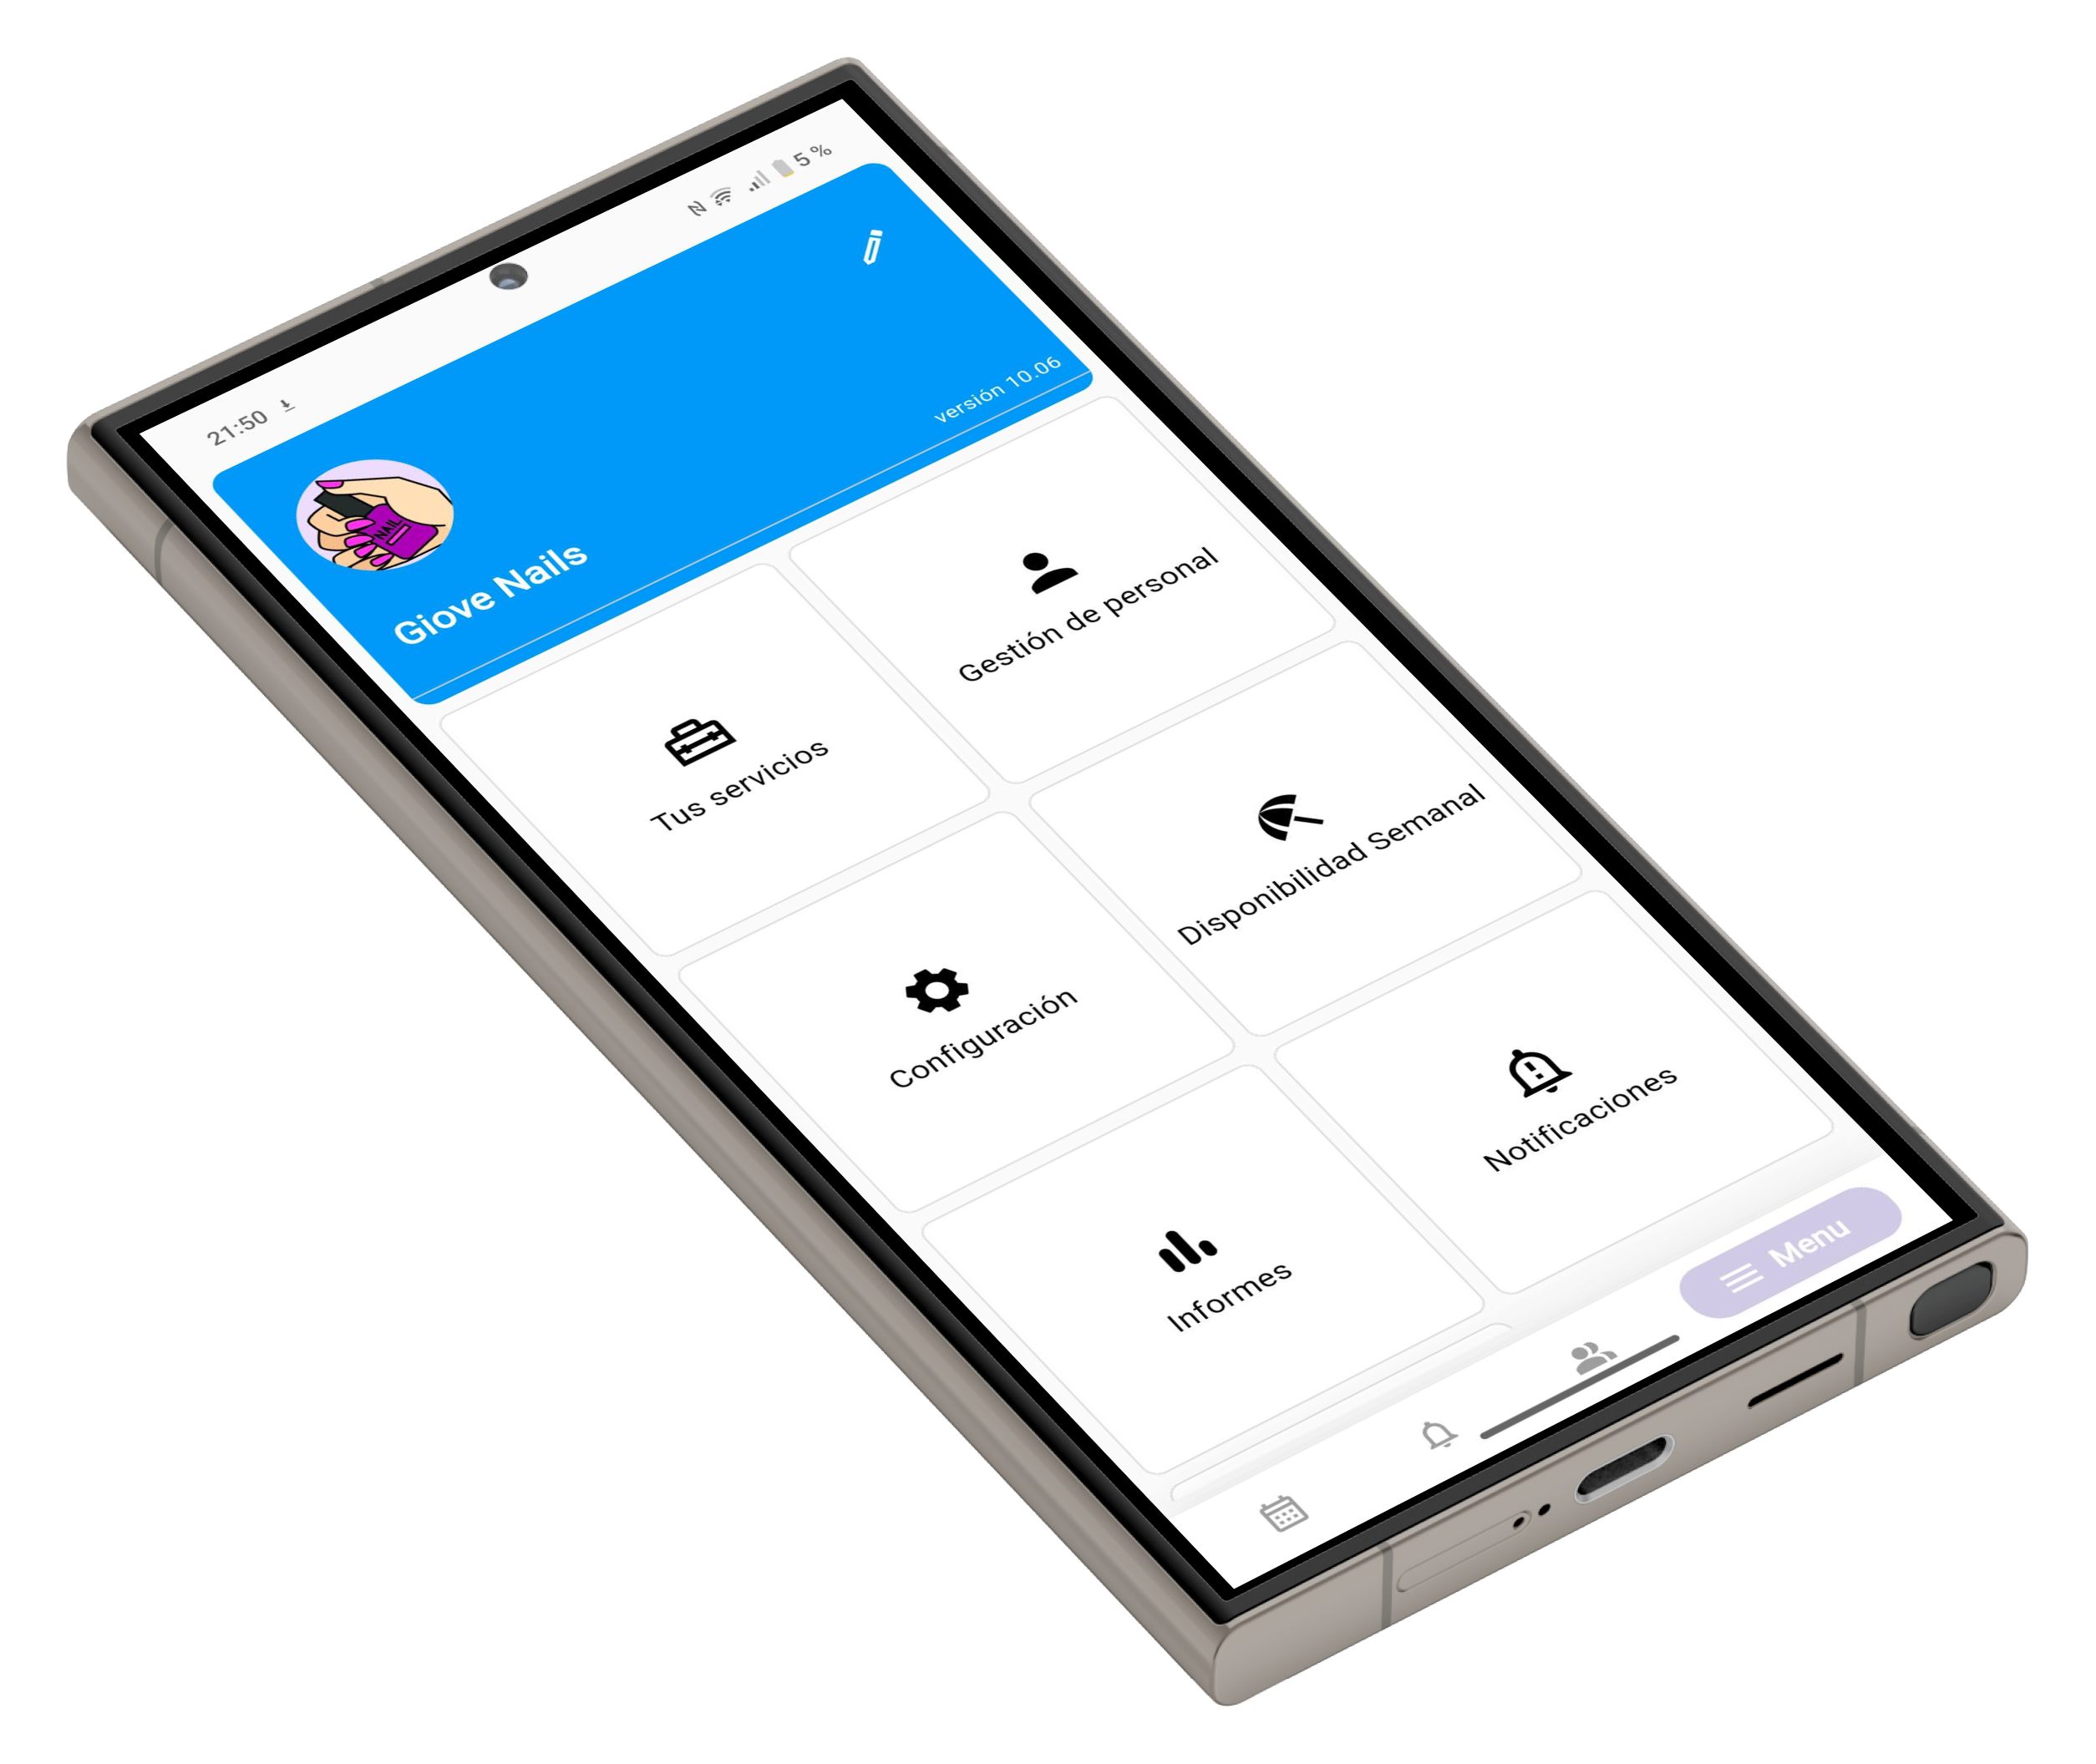 21:50
5 %
NAIL
Giove Nails
versión 10.06
Tus servicios
Gestión de personal
Configuración
Disponibilidad Semanal
Informes
Notificaciones
Menu